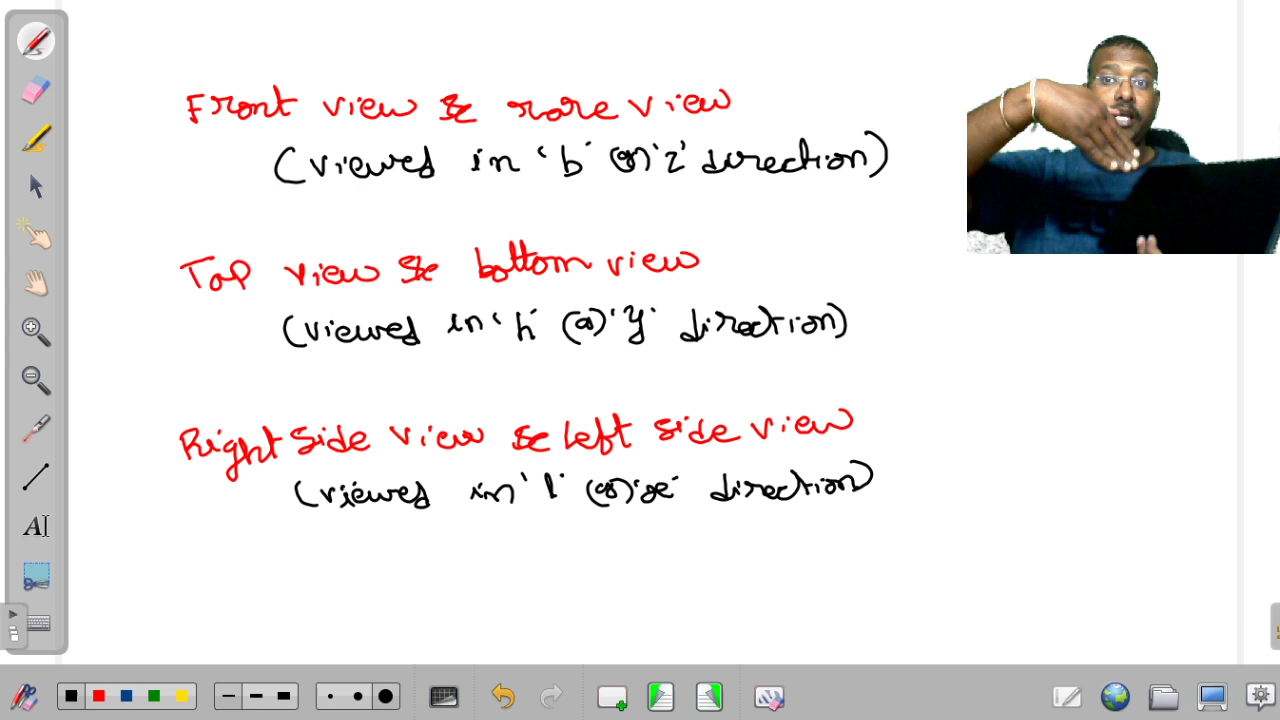 Front view & rare view
(viewed in 'b' (or) 'z' direction)
Top view & bottom view
(viewed in 'h' (or) 'y' direction)
Right side view & left side view
(viewed in 'l' (or) 'x' direction)
AI